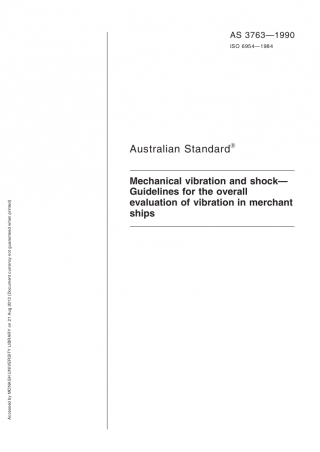 AS 3763—1990
ISO 6954—1984
Australian Standard®
Mechanical vibration and shock—
Guidelines for the overall
evaluation of vibration in merchant
ships
Accessed by MONASH UNIVERSITY LIBRARY on 21 Aug 2013 (Document currency not guaranteed when printed)